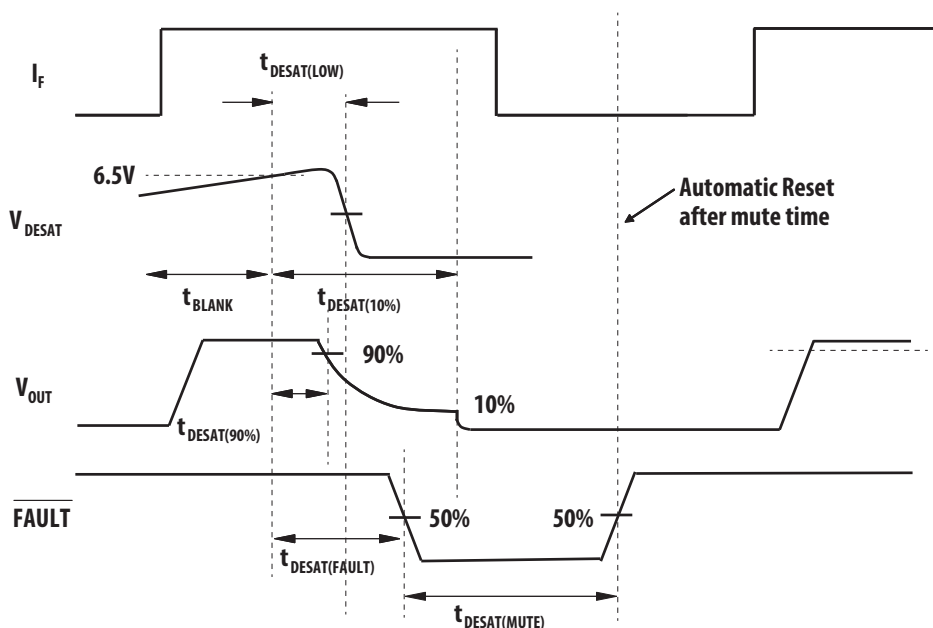 I_F
t_DESAT(LOW)
6.5V
V_DESAT
Automatic Reset
after mute time
t_BLANK
t_DESAT(10%)
90%
V_OUT
10%
t_DESAT(90%)
FAULT
50%
50%
t_DESAT(FAULT)
t_DESAT(MUTE)